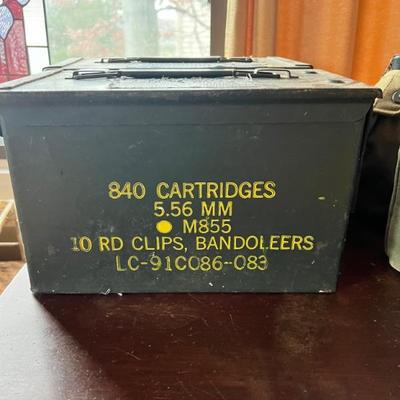 840 CARTRIDGES
5.56 MM
M855
10 RD CLIPS, BANDOLEERS
LC-91C086-083